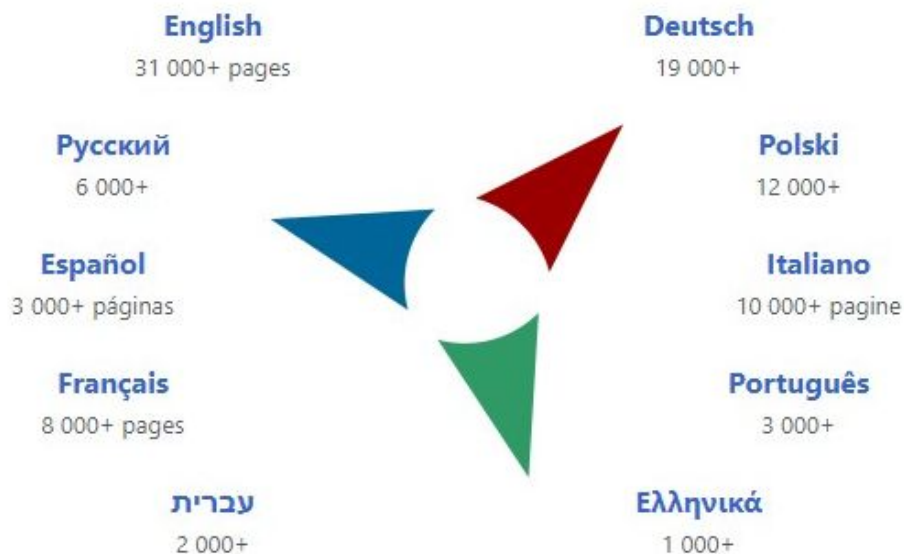 English
31 000+ pages
Deutsch
19 000+
Русский
6 000+
Polski
12 000+
Español
3 000+ páginas
Italiano
10 000+ pagine
Français
8 000+ pages
Português
3 000+
עברית
2 000+
Ελληνικά
1 000+